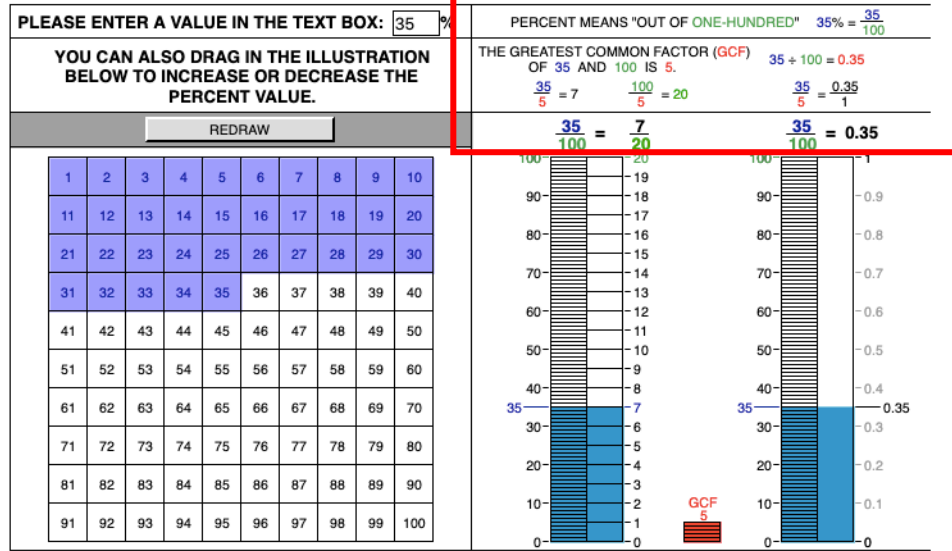 PLEASE ENTER A VALUE IN THE TEXT BOX: 35 %
YOU CAN ALSO DRAG IN THE ILLUSTRATION
BELOW TO INCREASE OR DECREASE THE
PERCENT VALUE.
REDRAW
1 2 3 4 5 6 7 8 9 10
11 12 13 14 15 16 17 18 19 20
21 22 23 24 25 26 27 28 29 30
31 32 33 34 35 36 37 38 39 40
41 42 43 44 45 46 47 48 49 50
51 52 53 54 55 56 57 58 59 60
61 62 63 64 65 66 67 68 69 70
71 72 73 74 75 76 77 78 79 80
81 82 83 84 85 86 87 88 89 90
91 92 93 94 95 96 97 98 99 100
PERCENT MEANS "OUT OF ONE-HUNDRED" 35% = 35/100
THE GREATEST COMMON FACTOR (GCF)
OF 35 AND 100 IS 5.
35 ÷ 100 = 0.35
35/5 = 7 100/5 = 20 35/5 = 0.35/1
35/100 = 7/20 35/100 = 0.35
100 20 100 1
19
90 18 90 0.9
17
80 16 80 0.8
15
70 14 70 0.7
13
60 12 60 0.6
11
50 10 50 0.5
9
40 8 40 0.4
35 7 35 0.35
30 6 30 0.3
5
20 4 20 0.2
3
10 2 GCF 10 0.1
1 5
0 0 0 0